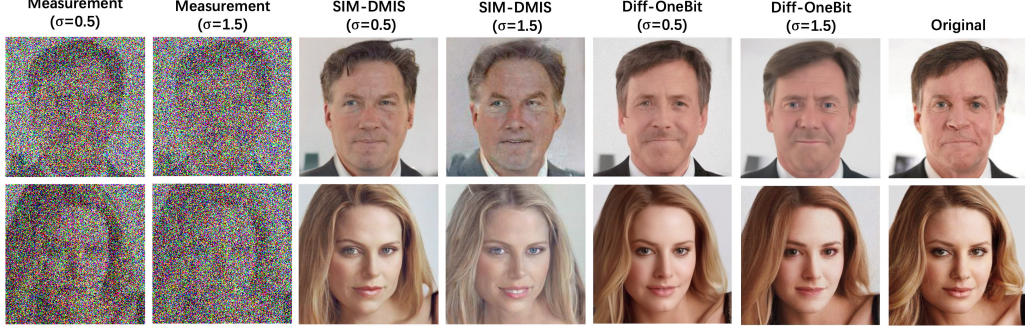 Measurement
(σ=0.5)
Measurement
(σ=1.5)
SIM-DMIS
(σ=0.5)
SIM-DMIS
(σ=1.5)
Diff-OneBit
(σ=0.5)
Diff-OneBit
(σ=1.5)
Original